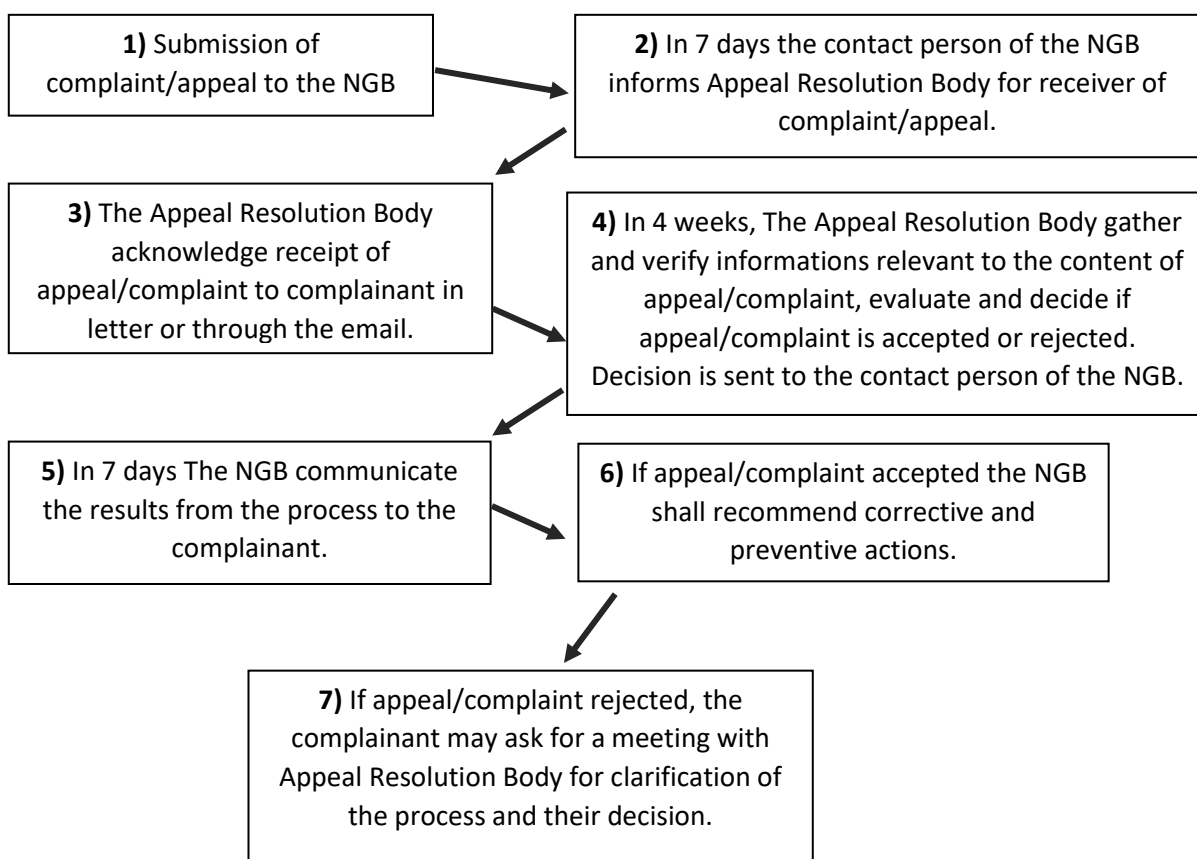 1) Submission of
complaint/appeal to the NGB
2) In 7 days the contact person of the NGB
informs Appeal Resolution Body for receiver of
complaint/appeal.
3) The Appeal Resolution Body
acknowledge receipt of
appeal/complaint to complainant in
letter or through the email.
4) In 4 weeks, The Appeal Resolution Body gather
and verify informations relevant to the content of
appeal/complaint, evaluate and decide if
appeal/complaint is accepted or rejected.
Decision is sent to the contact person of the NGB.
5) In 7 days The NGB communicate
the results from the process to the
complainant.
6) If appeal/complaint accepted the NGB
shall recommend corrective and
preventive actions.
7) If appeal/complaint rejected, the
complainant may ask for a meeting with
Appeal Resolution Body for clarification of
the process and their decision.